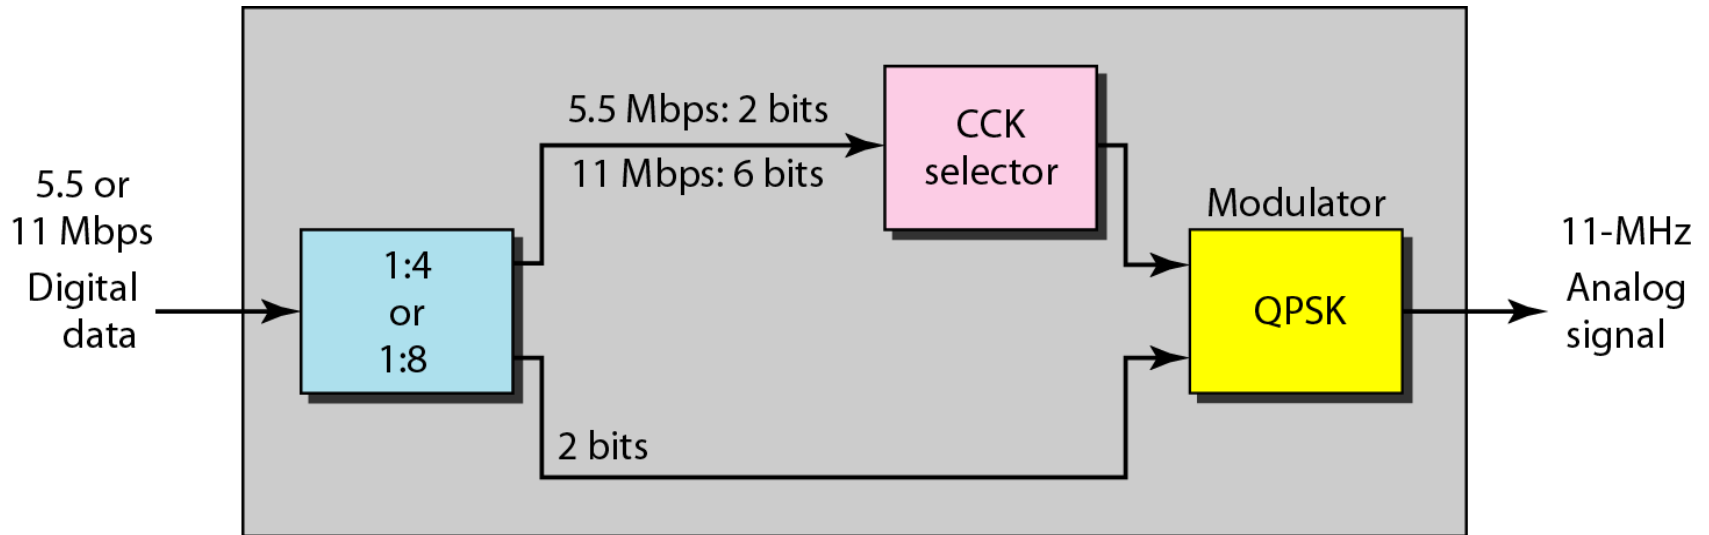 5.5 or
11 Mbps
Digital
data
1:4
or
1:8
5.5 Mbps: 2 bits
11 Mbps: 6 bits
2 bits
CCK
selector
Modulator
QPSK
11-MHz
Analog
signal